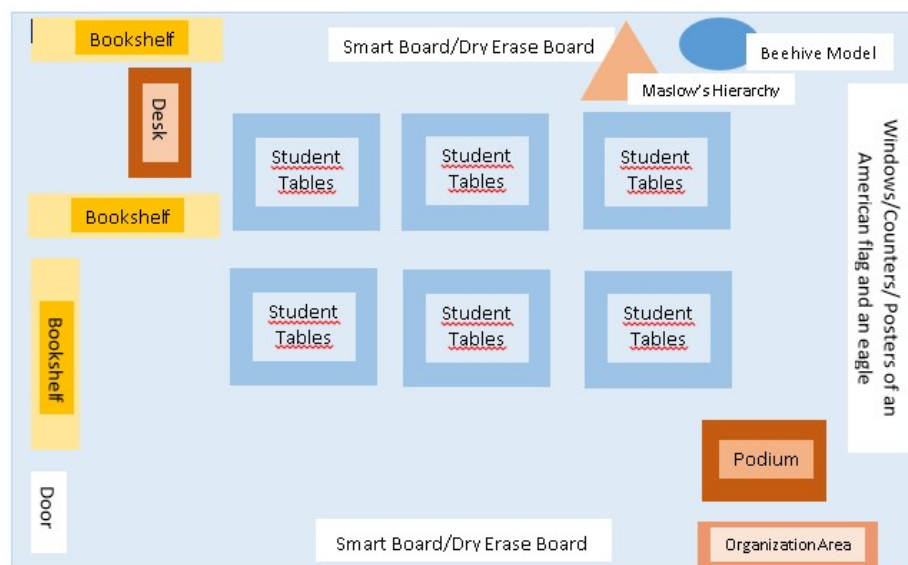 Bookshelf
Smart Board/Dry Erase Board
Beehive Model
Maslow's Hierarchy
Desk
Student
Tables
Student
Tables
Student
Tables
Windows/Counters/ Posters of an
American flag and an eagle
Bookshelf
Bookshelf
Student
Tables
Student
Tables
Student
Tables
Podium
Door
Smart Board/Dry Erase Board
Organization Area